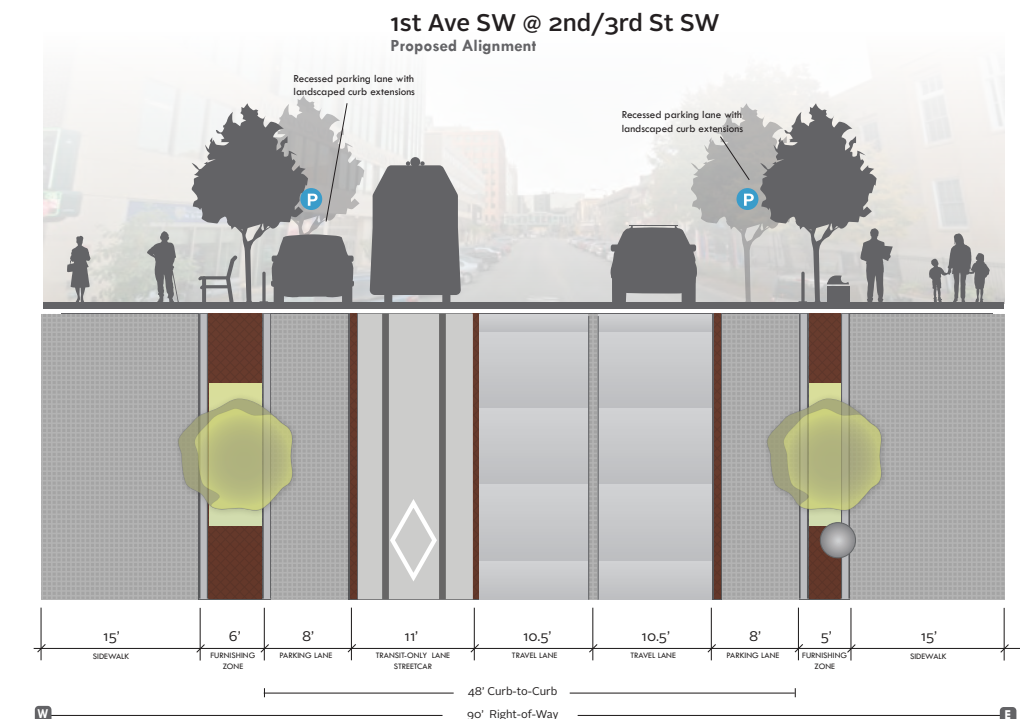 1st Ave SW @ 2nd/3rd St SW
Proposed Alignment
Recessed parking lane with
landscaped curb extensions
Recessed parking lane with
landscaped curb extensions
P
P
15' 6' 8' 11' 10.5' 10.5' 8' 5' 15'
SIDEWALK FURNISHING PARKING LANE TRANSIT-ONLY LANE TRAVEL LANE TRAVEL LANE PARKING LANE FURNISHING SIDEWALK
ZONE STREETCAR ZONE
48' Curb-to-Curb
W 90' Right-of-Way E